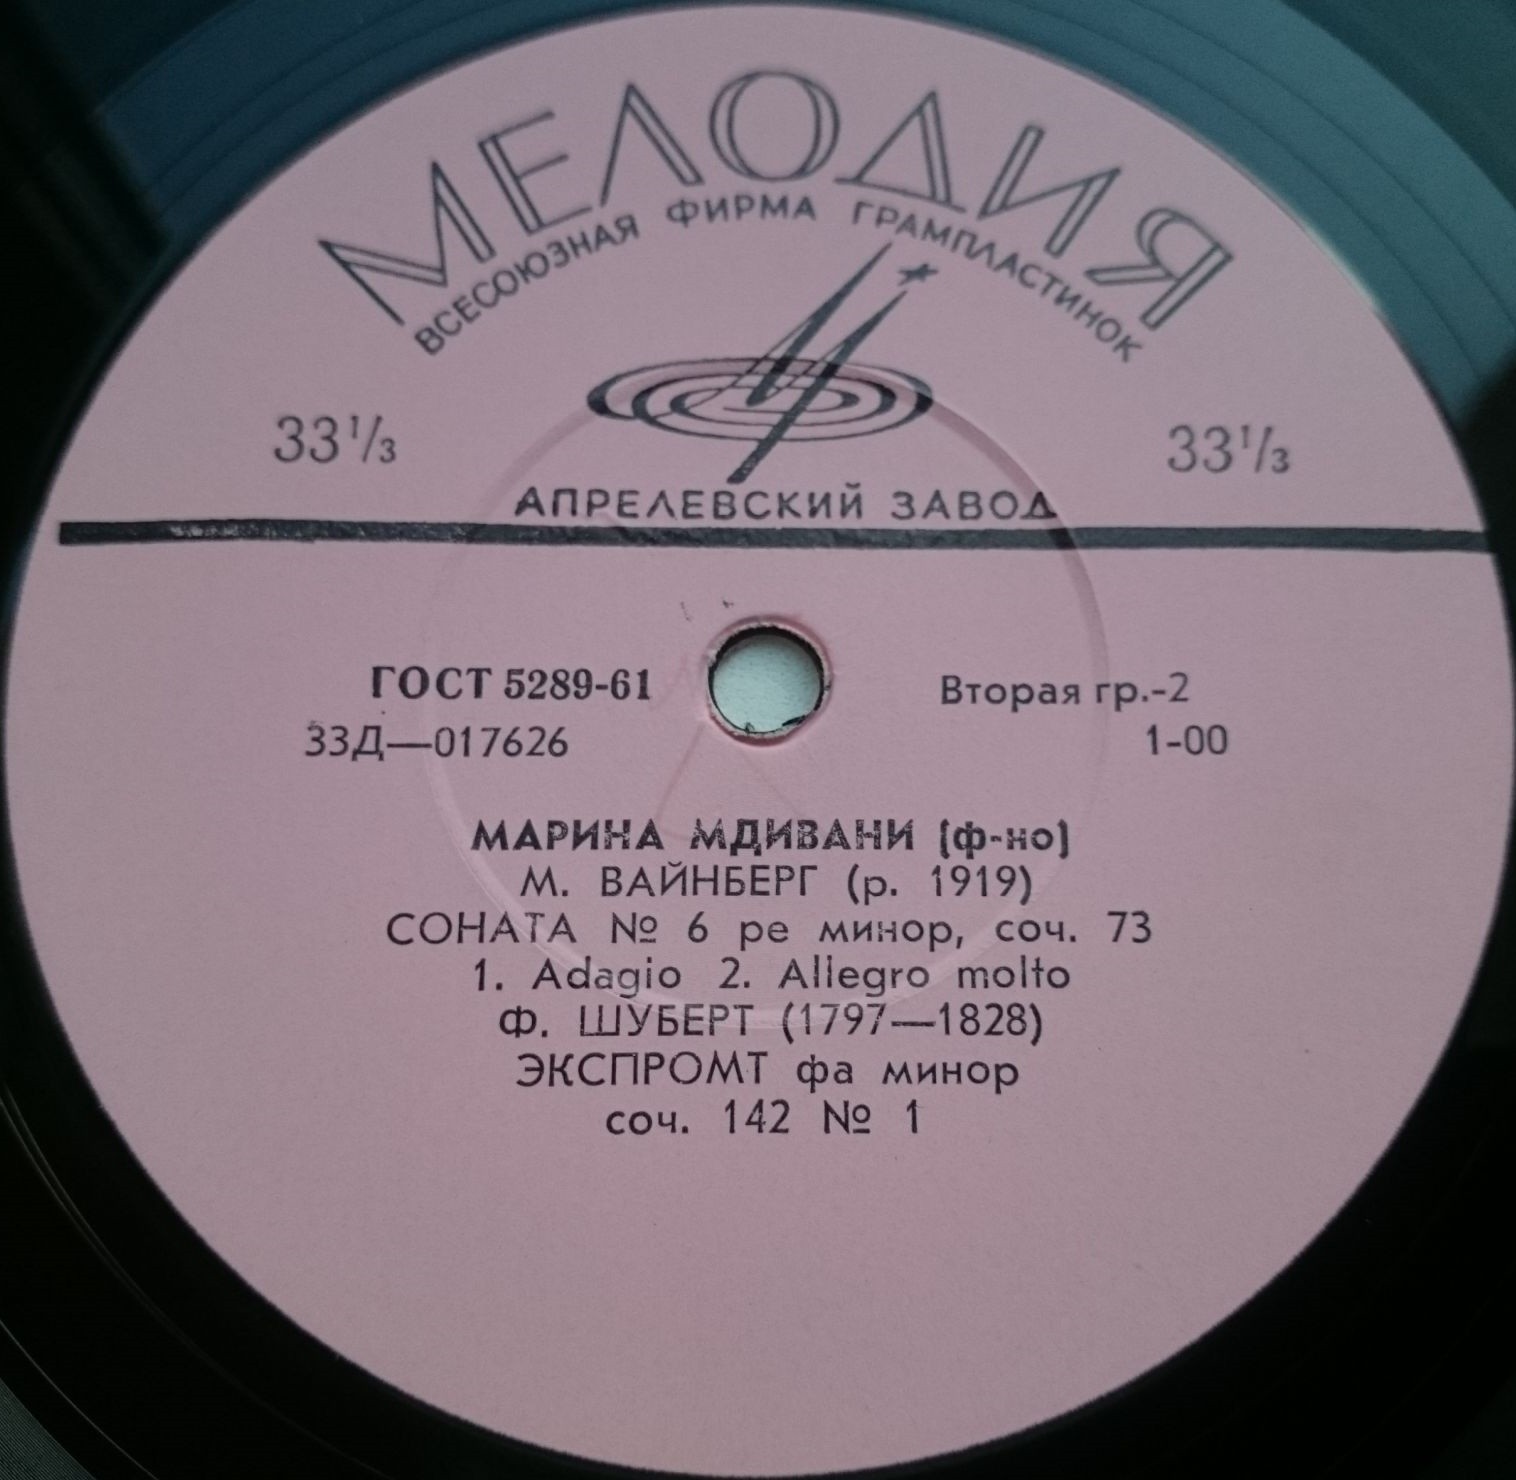 МЕЛОДИЯ
ВСЕСОЮЗНАЯ ФИРМА ГРАМПЛАСТИНОК
33⅓ 33⅓
АПРЕЛЕВСКИЙ ЗАВОД
ГОСТ 5289-61 Вторая гр.-2
33Д—017626 1-00
МАРИНА МДИВАНИ (ф-но)
М. ВАЙНБЕРГ (р. 1919)
СОНАТА № 6 ре минор, соч. 73
1. Adagio 2. Allegro molto
Ф. ШУБЕРТ (1797—1828)
ЭКСПРОМТ фа минор
соч. 142 № 1